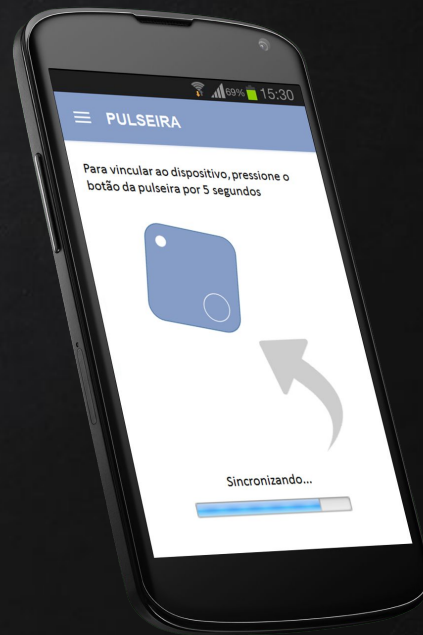 69% 15:30
PULSEIRA
Para vincular ao dispositivo, pressione o
botão da pulseira por 5 segundos
Sincronizando...